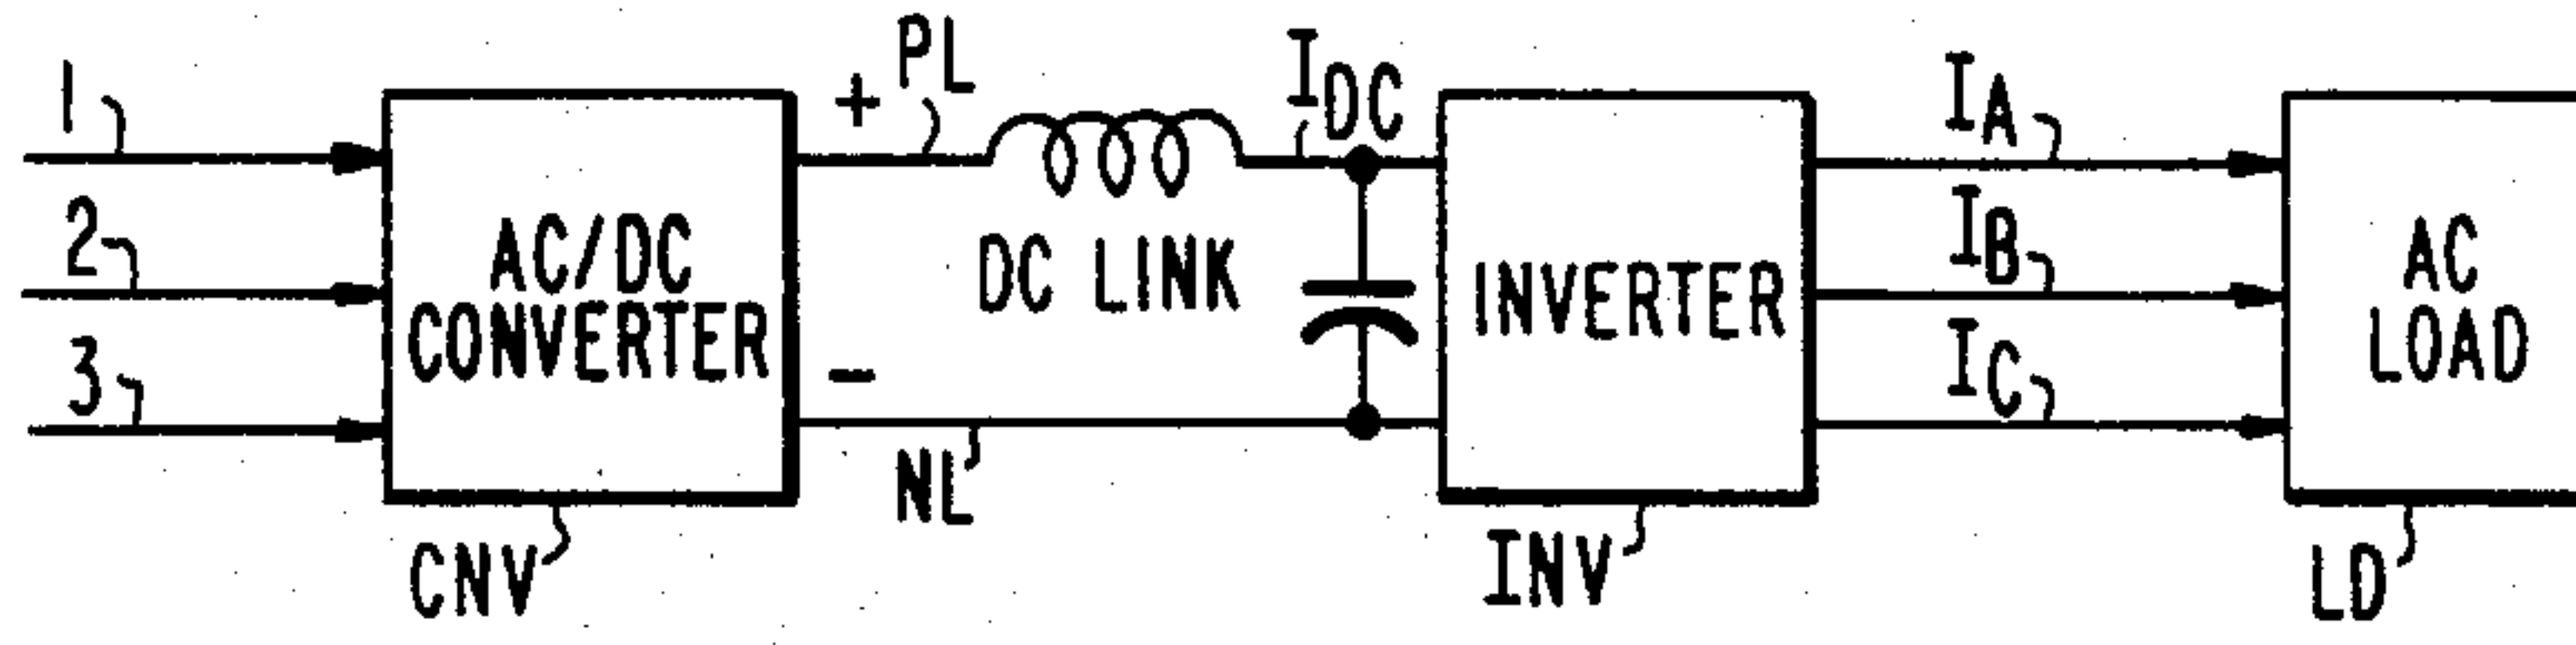 1
2
3
AC/DC
CONVERTER
CNV
+
PL
-
NL
DC LINK
IDC
INVERTER
INV
IA
IB
IC
AC
LOAD
LD